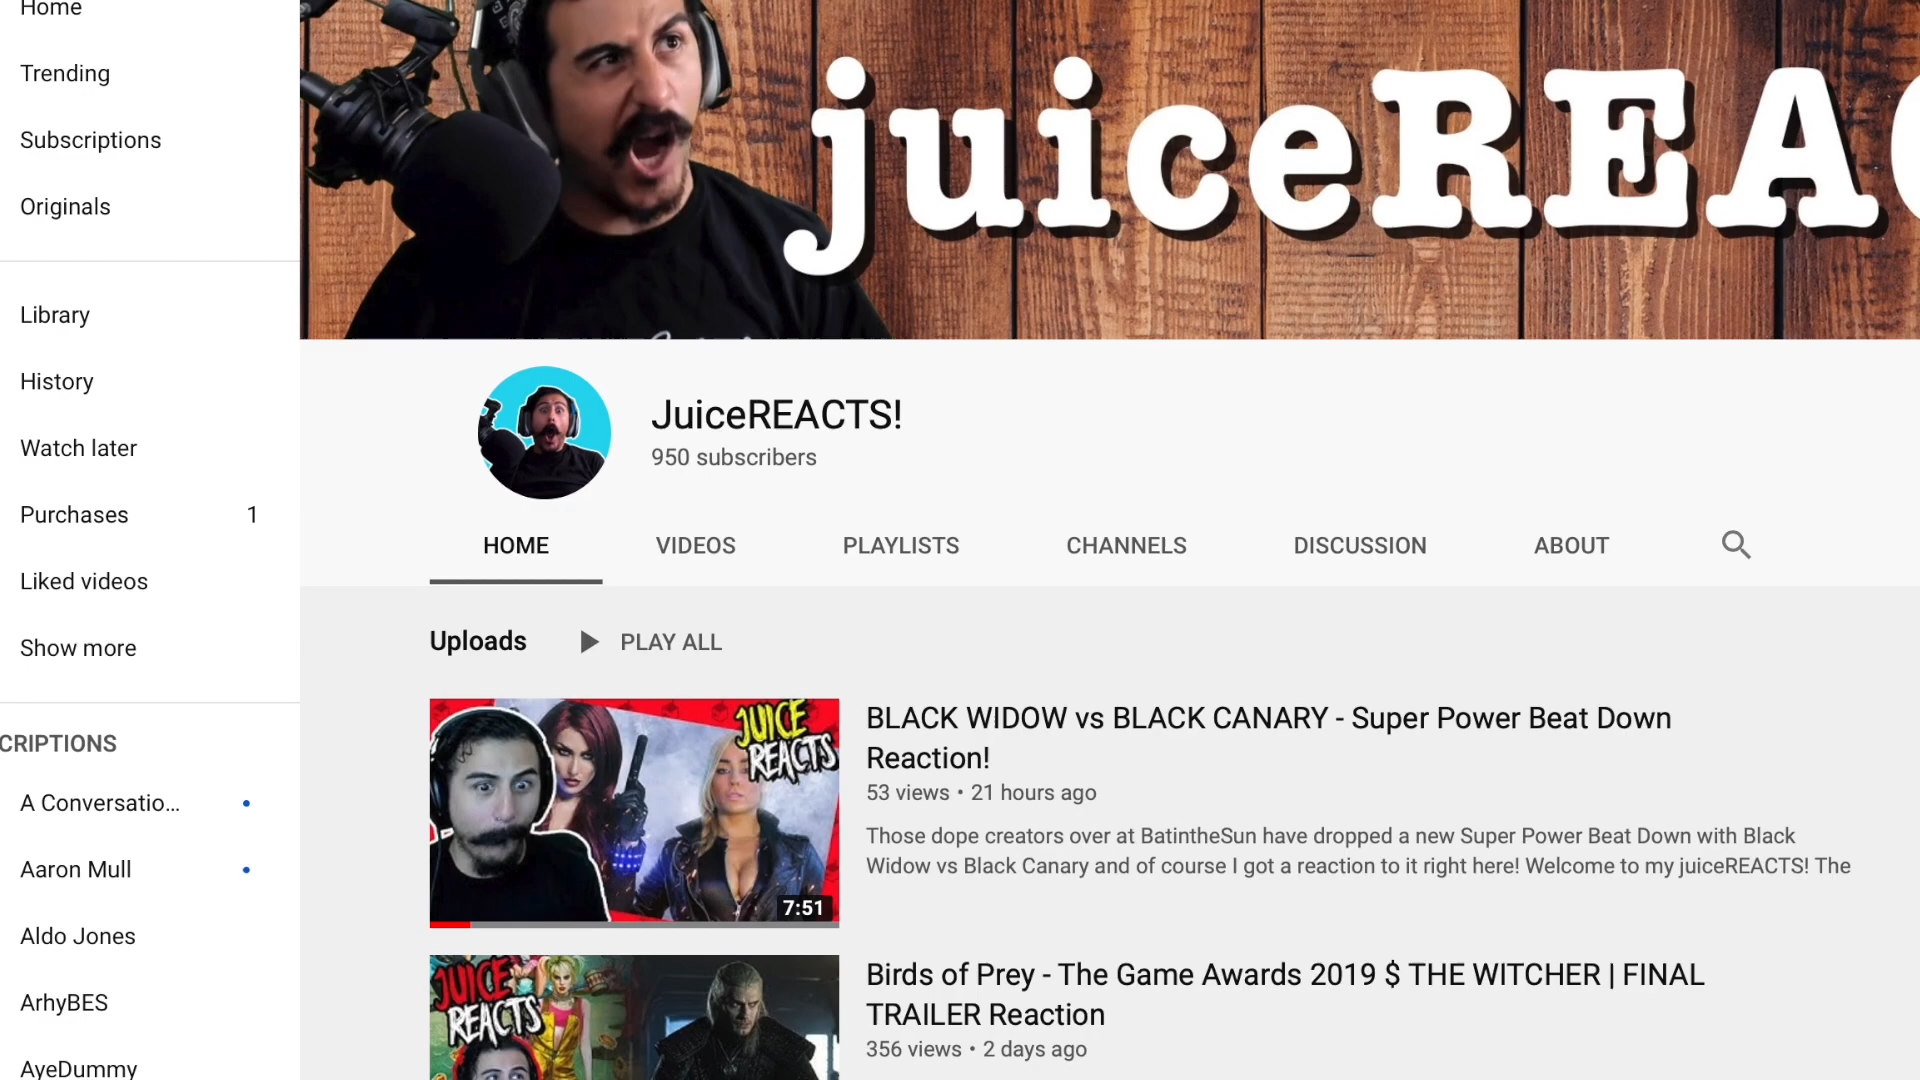 Home
Trending
Subscriptions
Originals
Library
History
Watch later
Purchases 1
Liked videos
Show more
CRIPTIONS
A Conversatio...
Aaron Mull
Aldo Jones
ArhyBES
AyeDummy
juiceREAC
JuiceREACTS!
950 subscribers
HOME VIDEOS PLAYLISTS CHANNELS DISCUSSION ABOUT
Uploads PLAY ALL
JUICE
REACTS
7:51
BLACK WIDOW vs BLACK CANARY - Super Power Beat Down
Reaction!
53 views • 21 hours ago
Those dope creators over at BatintheSun have dropped a new Super Power Beat Down with Black
Widow vs Black Canary and of course I got a reaction to it right here! Welcome to my juiceREACTS! The
JUICE
REACTS
Birds of Prey - The Game Awards 2019 $ THE WITCHER | FINAL
TRAILER Reaction
356 views • 2 days ago